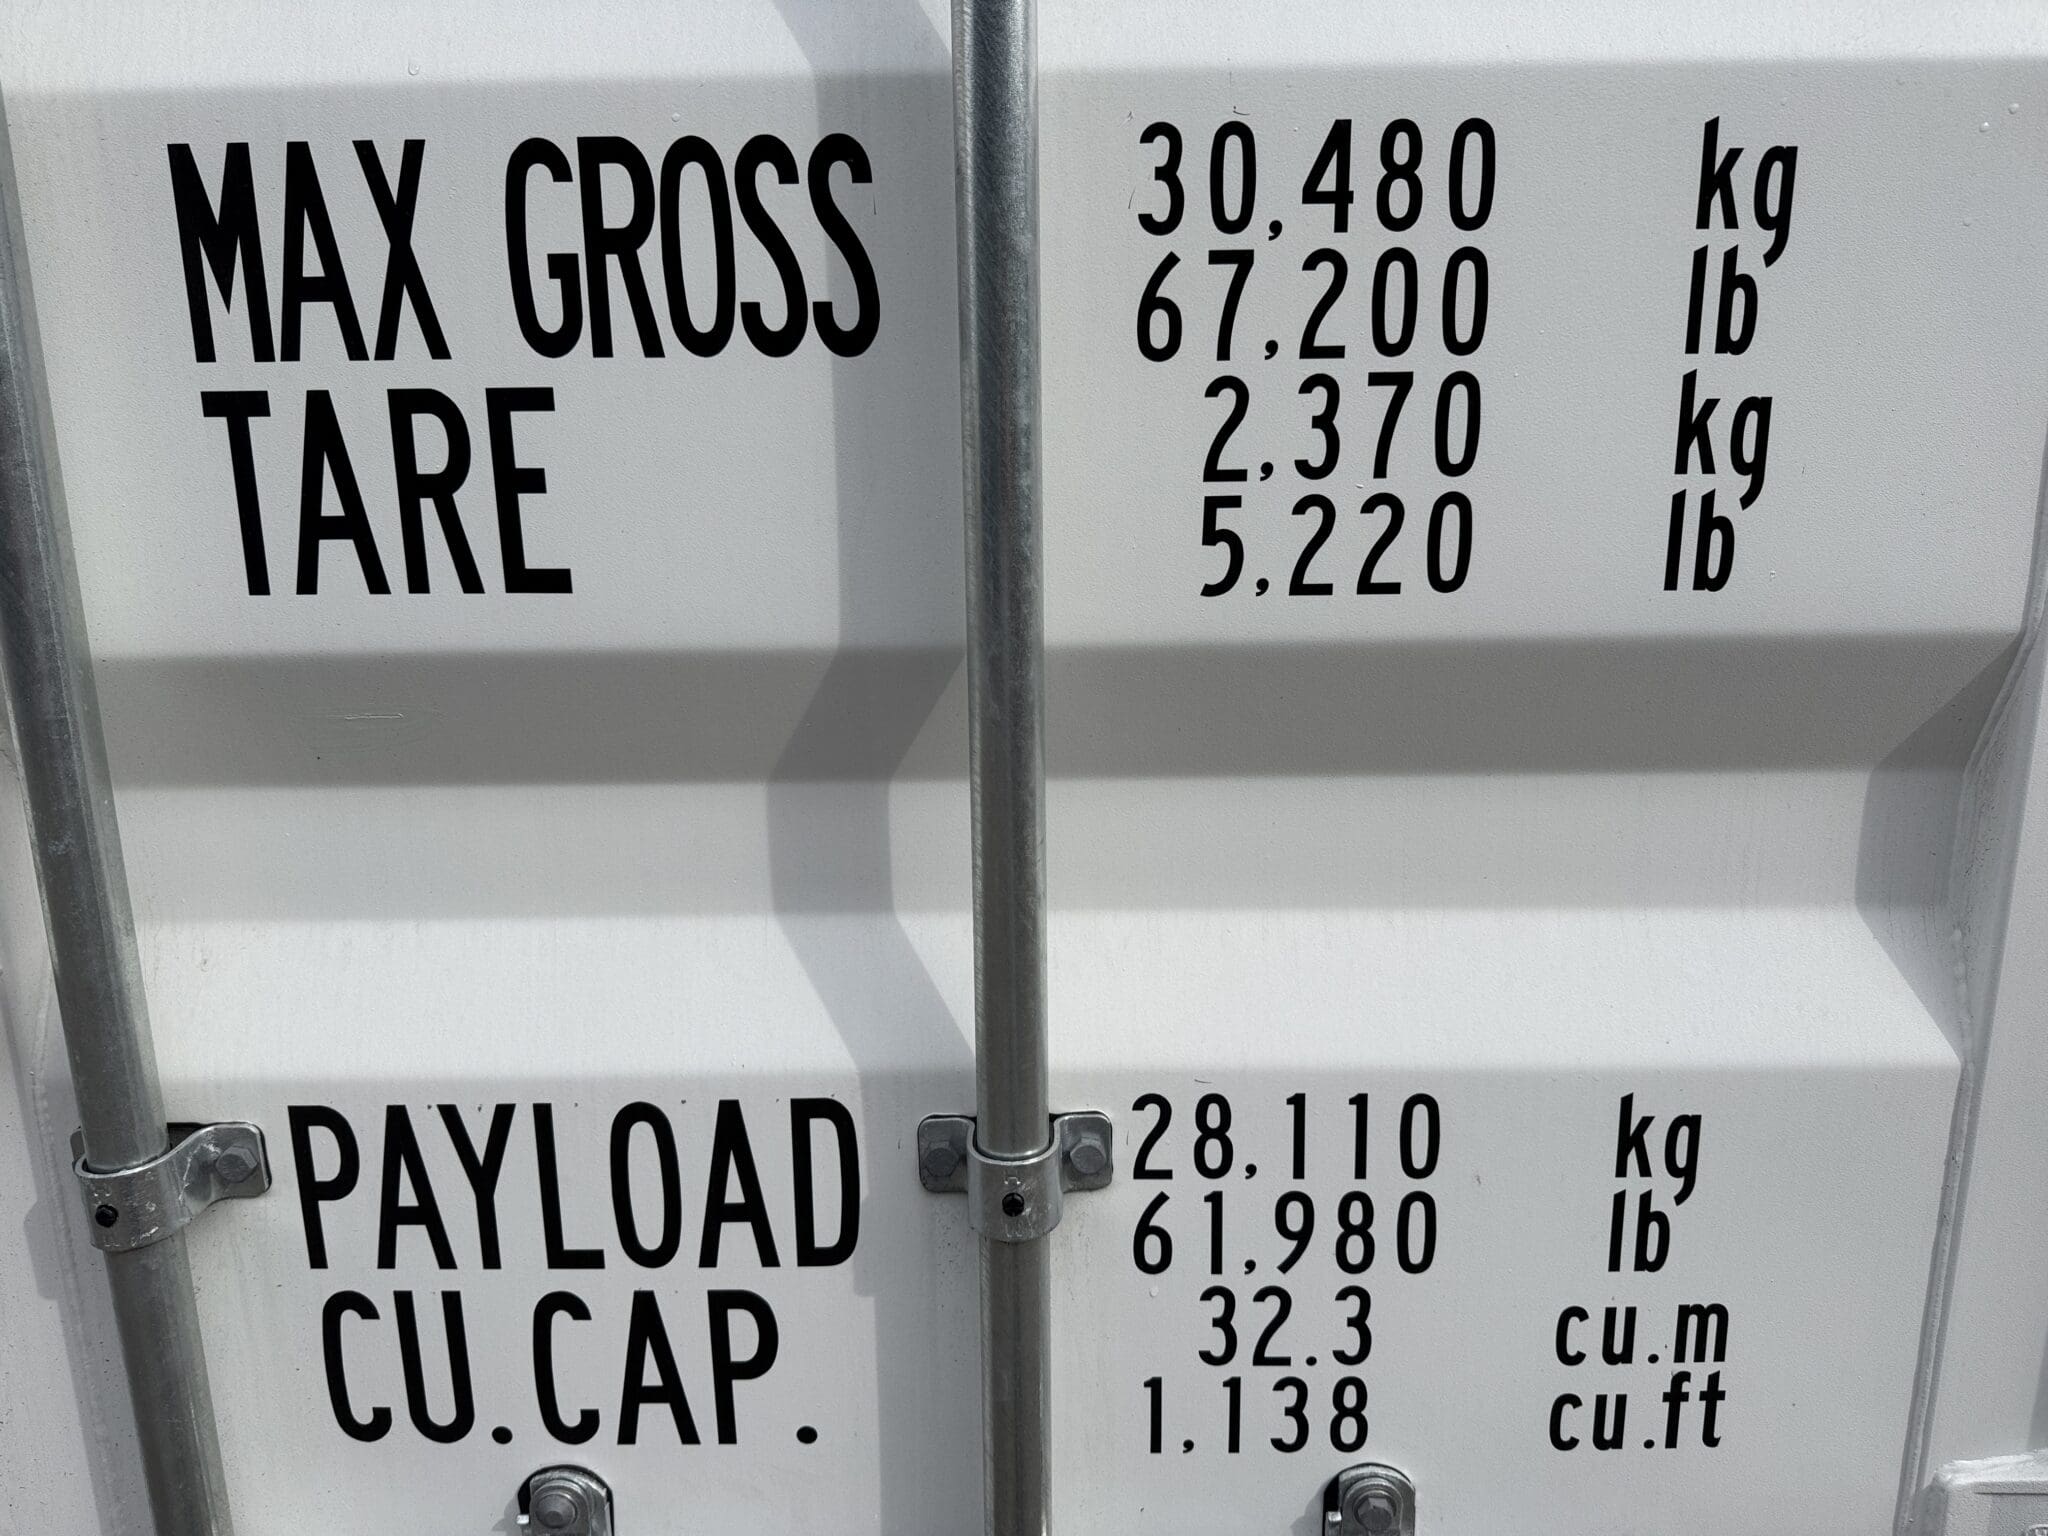 MAX GROSS 30,480 kg
67,200 lb
TARE 2,370 kg
5,220 lb
PAYLOAD 28,110 kg
61,980 lb
CU.CAP. 32.3 cu.m
1,138 cu.ft